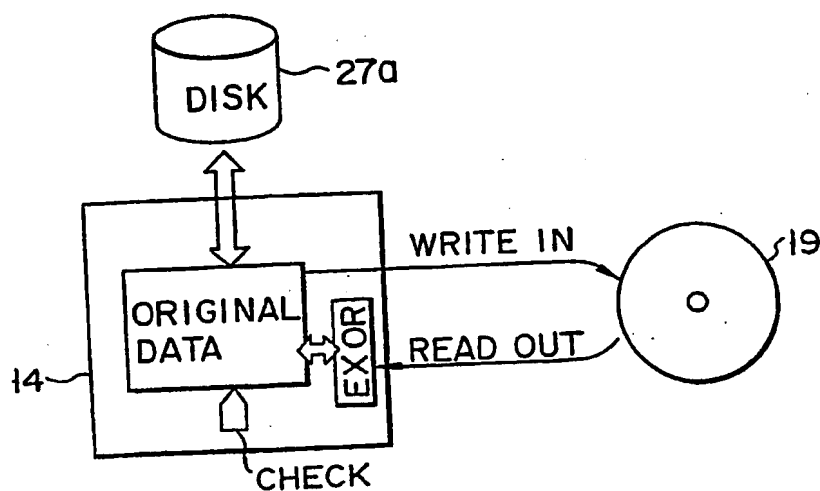 27a
DISK
WRITE IN
19
ORIGINAL
DATA
EXOR
READ OUT
14
CHECK